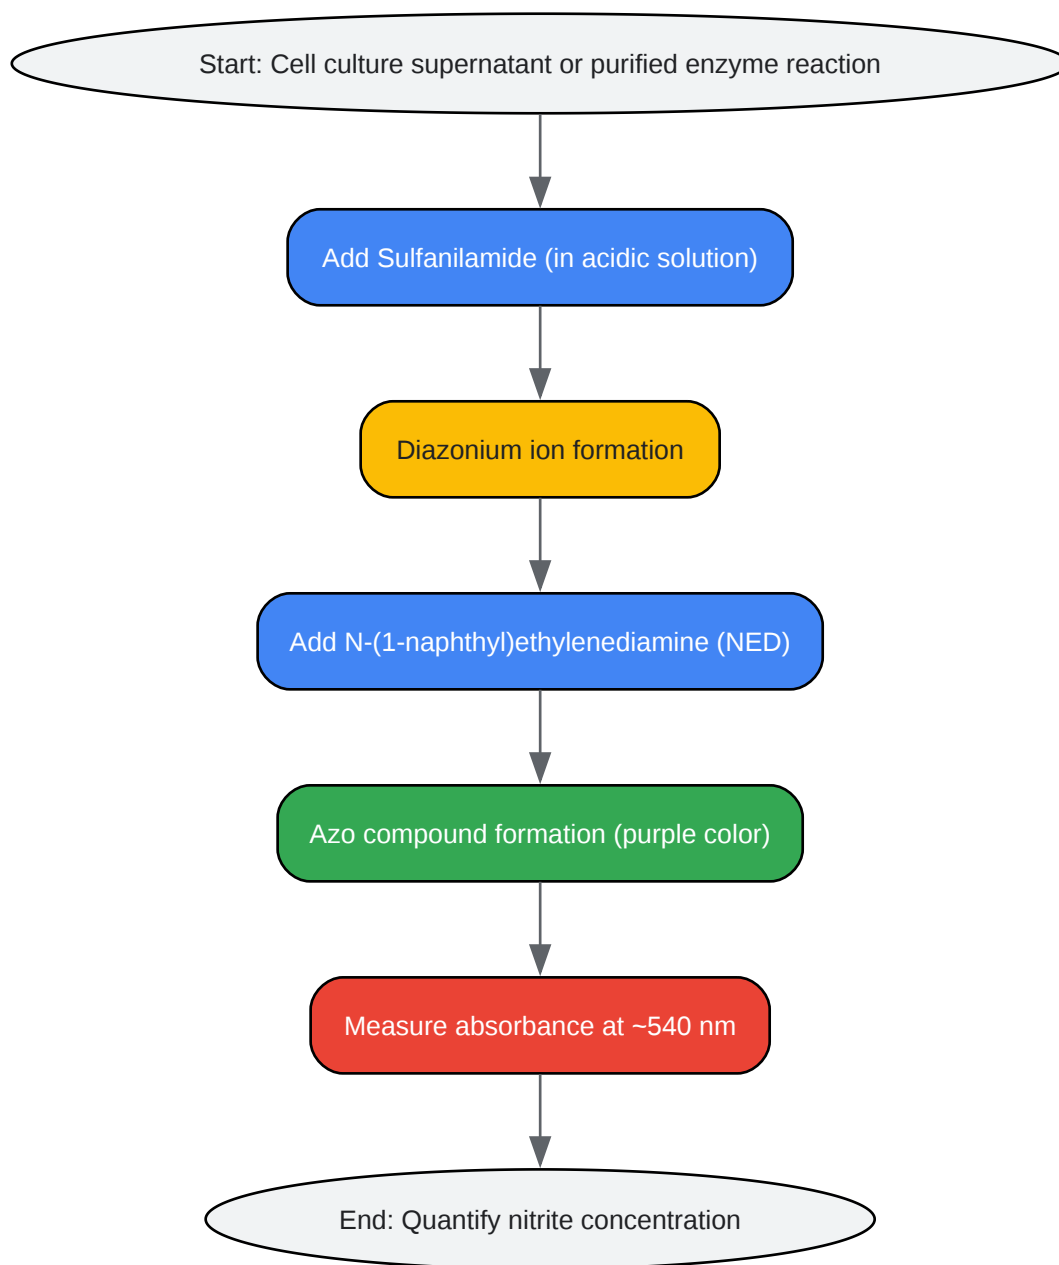 Start: Cell culture supernatant or purified enzyme reaction
Add Sulfanilamide (in acidic solution)
Diazonium ion formation
Add N-(1-naphthyl)ethylenediamine (NED)
Azo compound formation (purple color)
Measure absorbance at ~540 nm
End: Quantify nitrite concentration